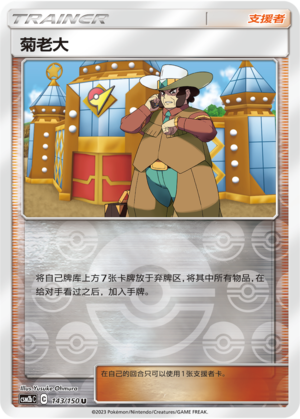 TRAINER
支援者
菊老大
将自己牌库上方7张卡牌放于弃牌区,将其中所有物品,在
给对手看过之后,加入手牌。
Illus. Yusuke Ohmura
在自己的回合只可以使用1张支援者卡。
CSM2b C G 143/150 U
©2023 Pokémon/Nintendo/Creatures/GAME FREAK.